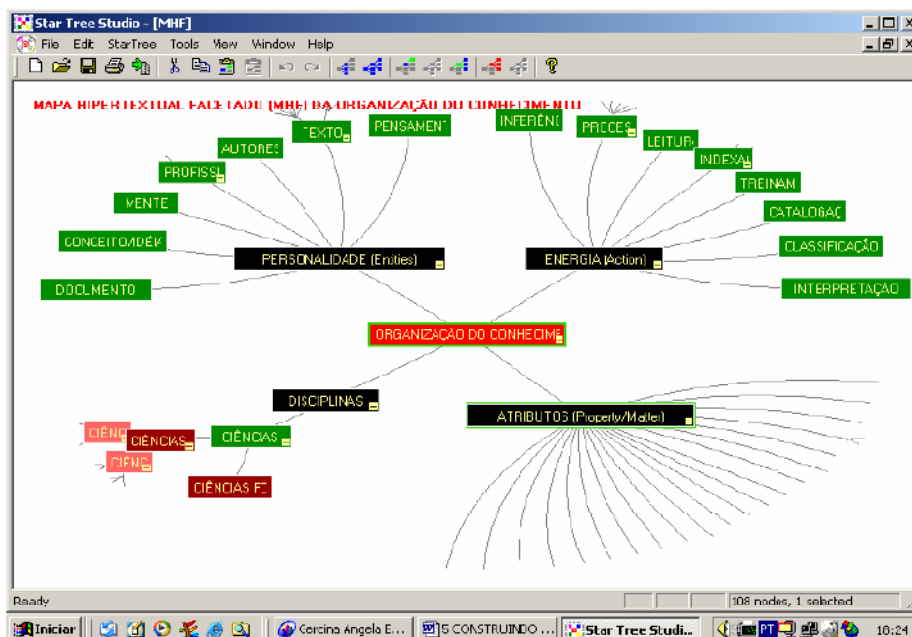 Star Tree Studio - [MHF]
File Edit StarTree Tools View Window Help
MAPA HIPERTEXTUAL FACETADO (MHF) DA ORGANIZAÇÃO DO CONHECIMENTO
TEXTO
PENSAMENT
INFERÊNC
PROCES
AUTORES
LEITUR
INDEXA
PROFISSI
TREINAM
MENTE
CATALOGAÇ
CONCEITO/IDÉI
CLASSIFICAÇÃO
PERSONALIDADE (Entities)
ENERGIA (Action)
DOCUMENTO
INTERPRETAÇÃO
ORGANIZAÇÃO DO CONHECIME
DISCIPLINAS
ATRIBUTOS (Property/Matter)
CIÊNC
CIÊNCIAS
CIÊNCIAS
CIÊNC
CIÊNCIAS F
Ready
108 nodes, 1 selected
Iniciar
Cercina Angela E...
5 CONSTRUINDO ...
Star Tree Studi...
PT
18:24